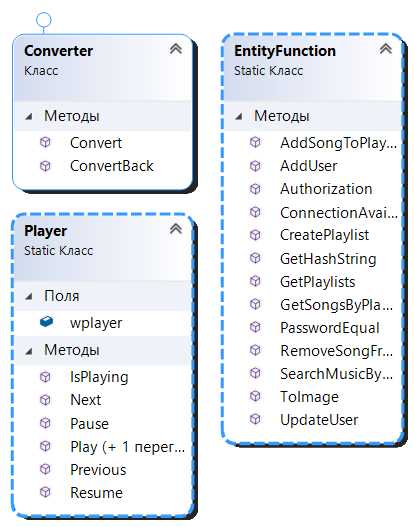 Converter
Класс
Методы
Convert
ConvertBack
Player
Static Класс
Поля
wplayer
Методы
IsPlaying
Next
Pause
Play (+ 1 перег...
Previous
Resume
EntityFunction
Static Класс
Методы
AddSongToPlay...
AddUser
Authorization
ConnectionAvai...
CreatePlaylist
GetHashString
GetPlaylists
GetSongsByPla...
PasswordEqual
RemoveSongFr...
SearchMusicBy...
ToImage
UpdateUser